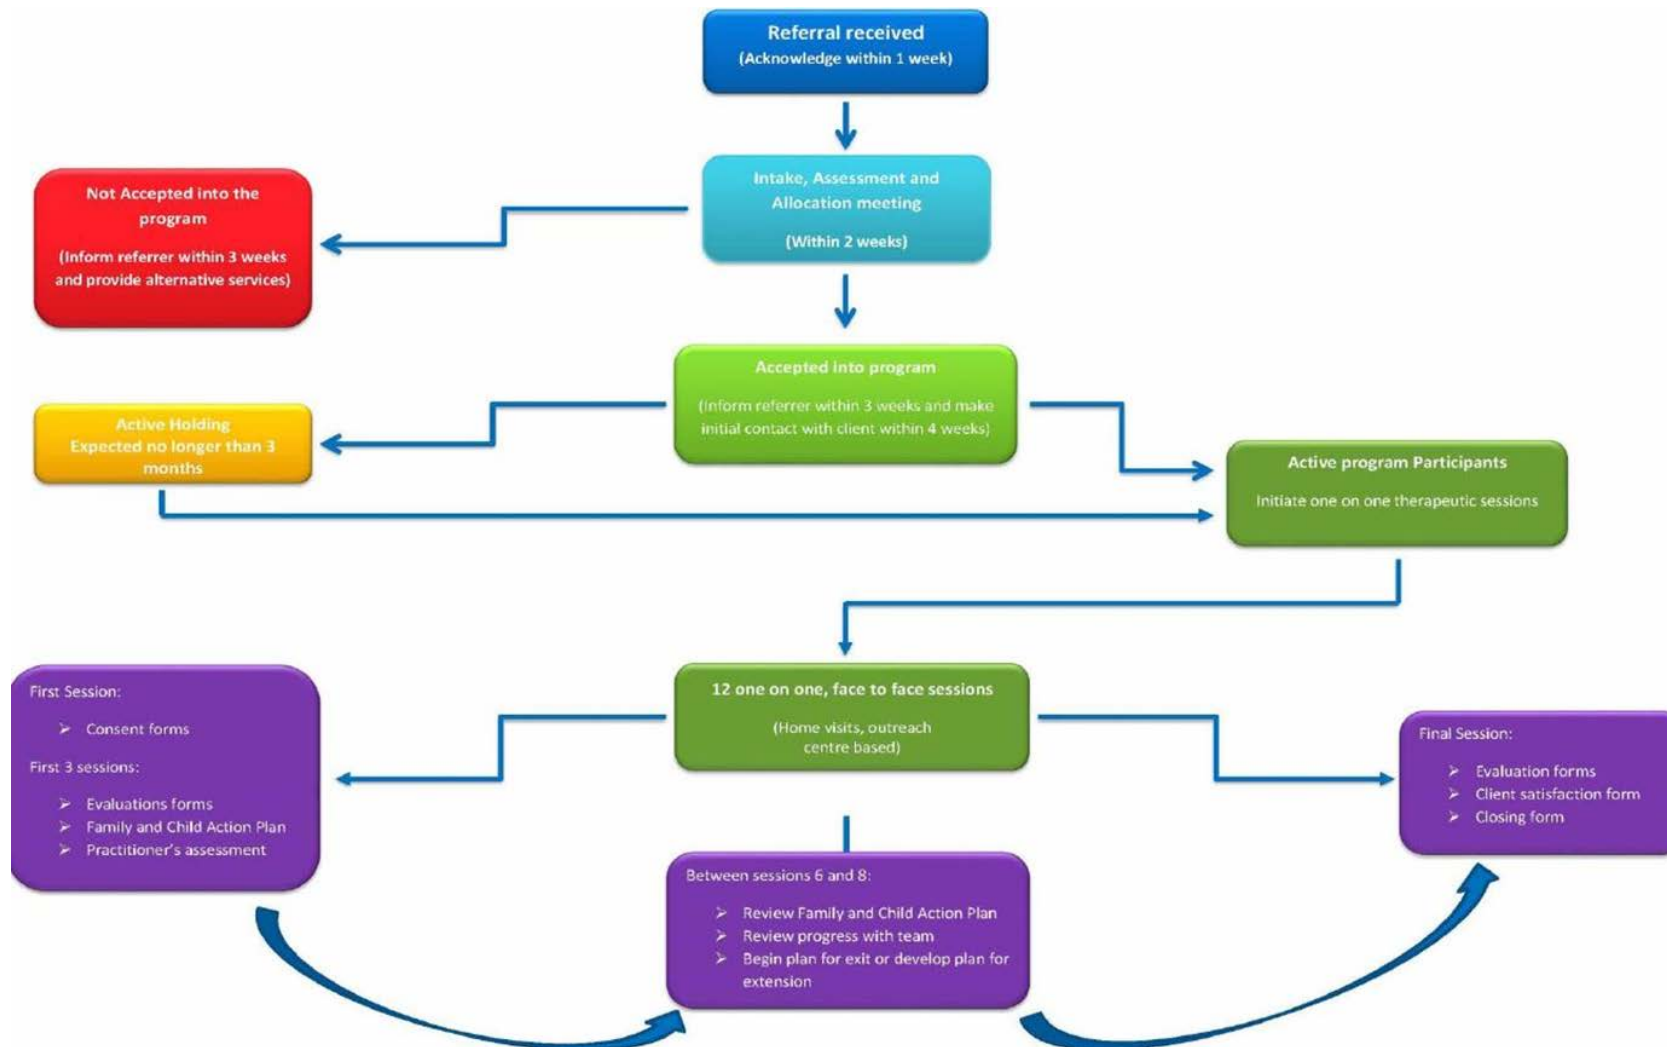 Referral received
(Acknowledge within 1 week)
Intake, Assessment and
Allocation meeting
(Within 2 weeks)
Not Accepted into the
program
(Inform referrer within 3 weeks
and provide alternative services)
Accepted into program
(Inform referrer within 3 weeks and make
initial contact with client within 4 weeks)
Active Holding
Expected no longer than 3
months
Active program Participants
Initiate one on one therapeutic sessions
12 one on one, face to face sessions
(Home visits, outreach
centre based)
First Session:
➢ Consent forms
First 3 sessions:
➢ Evaluations forms
➢ Family and Child Action Plan
➢ Practitioner's assessment
Between sessions 6 and 8:
➢ Review Family and Child Action Plan
➢ Review progress with team
➢ Begin plan for exit or develop plan for
extension
Final Session:
➢ Evaluation forms
➢ Client satisfaction form
➢ Closing form